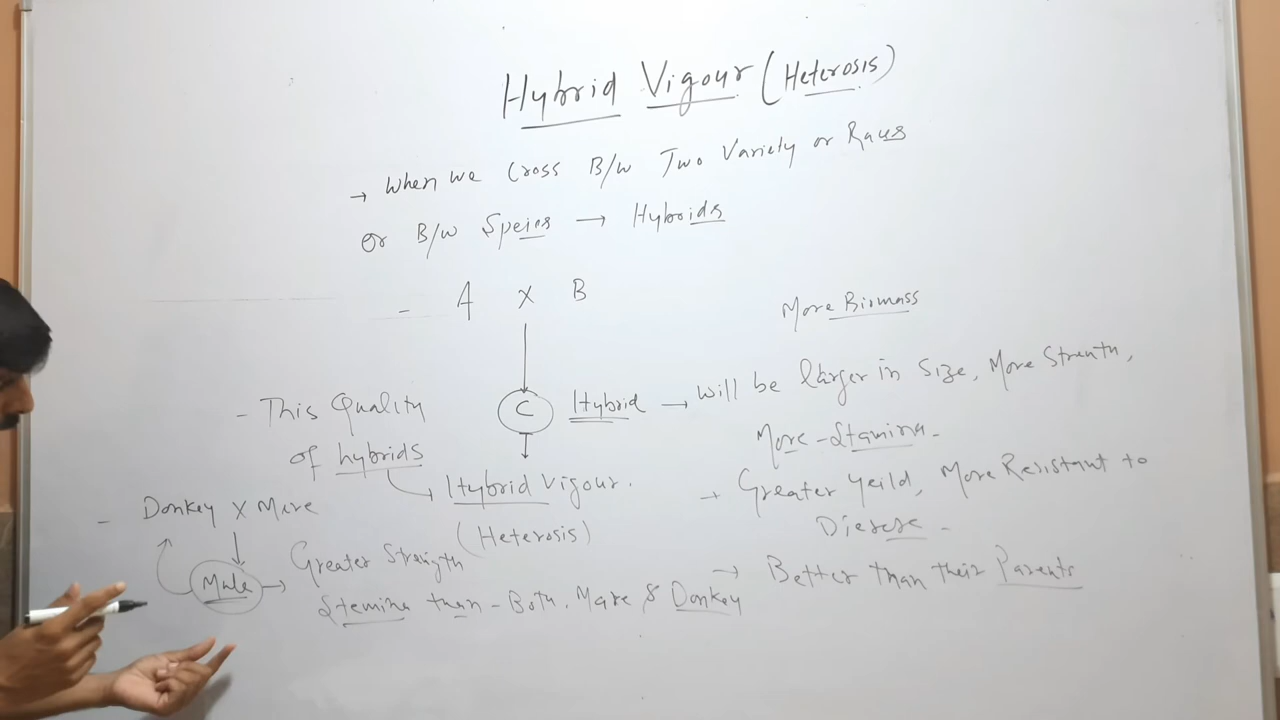 Hybrid Vigour (Heterosis)
→ When we Cross B/w Two Variety or Races
or B/w Speies → Hybrids
- A X B
More Biomass
C Hybrid → will be larger in Size, More Strenth,
More - Stamina -
- This Quality
of hybrids → Hybrid Vigour.
(Heterosis)
→ Greater Yeild, More Resistant to
Diesese -
→ Better than their Parents
- Donkey X Mare
Mule → Greater Strength
Stemina than - Both. Mare & Donkey